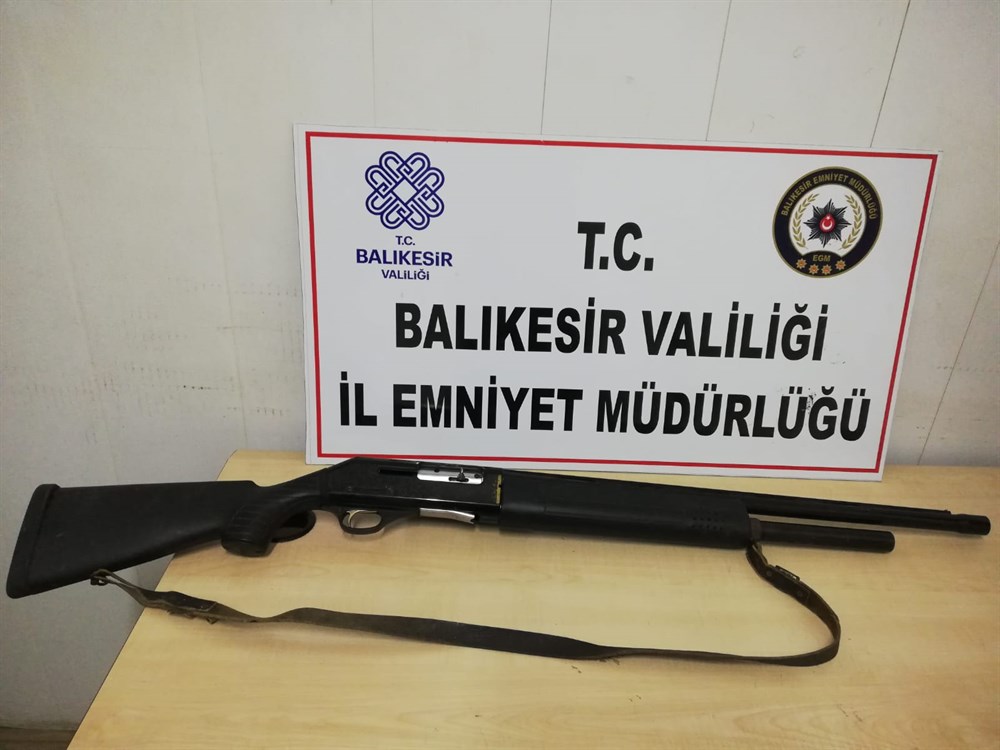 T.C.
BALIKESİR
VALİLİĞİ
BALIKESİR EMNİYET MÜDÜRLÜĞÜ
EGM
T.C.
BALIKESİR VALİLİĞİ
İL EMNİYET MÜDÜRLÜĞÜ